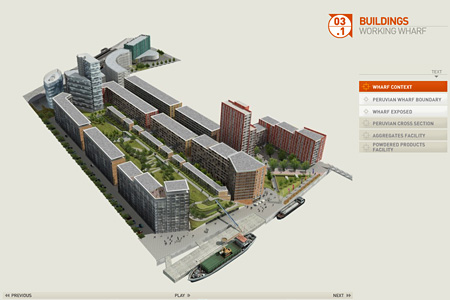 03
.1
BUILDINGS
WORKING WHARF
TEXT
WHARF CONTEXT
PERUVIAN WHARF BOUNDARY
WHARF EXPOSED
PERUVIAN CROSS SECTION
AGGREGATES FACILITY
POWDERED PRODUCTS
FACILITY
PREVIOUS
PLAY
NEXT